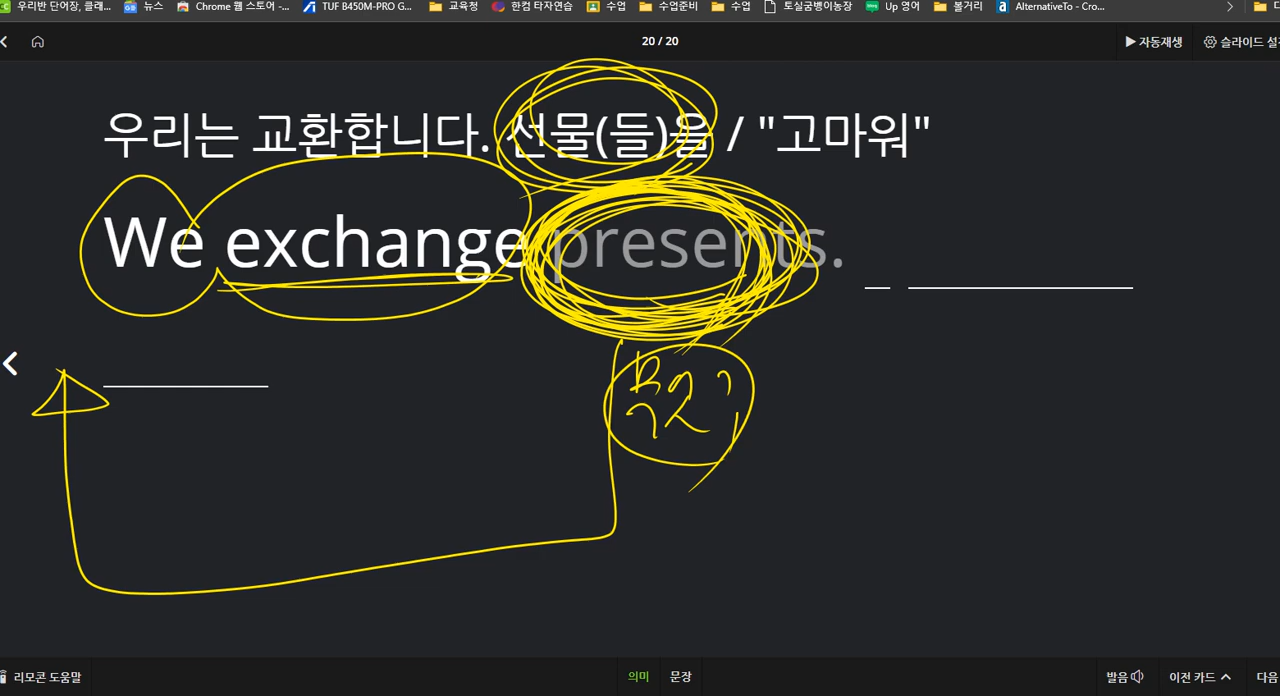 우리반 단어장, 클래... 뉴스 Chrome 웹 스토어 -... TUF B450M-PRO G... 교육청 한컴 타자연습 수업 수업준비 수업 토실굼벵이농장 Up 영어 볼거리 AlternativeTo - Cro...
20 / 20 자동재생 슬라이드 설
우리는 교환합니다. 선물(들)을 / "고마워"
We exchange presents.
리모콘 도움말 의미 문장 발음 이전 카드 다음